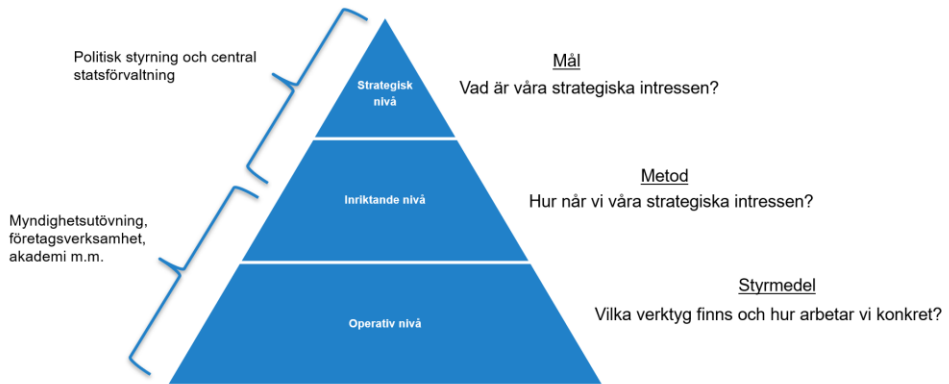 Politisk styrning och central
statsförvaltning
Mål
Vad är våra strategiska intressen?
Strategisk
nivå
Metod
Hur når vi våra strategiska intressen?
Inriktande nivå
Myndighetsutövning,
företagsverksamhet,
akademi m.m.
Styrmedel
Vilka verktyg finns och hur arbetar vi konkret?
Operativ nivå